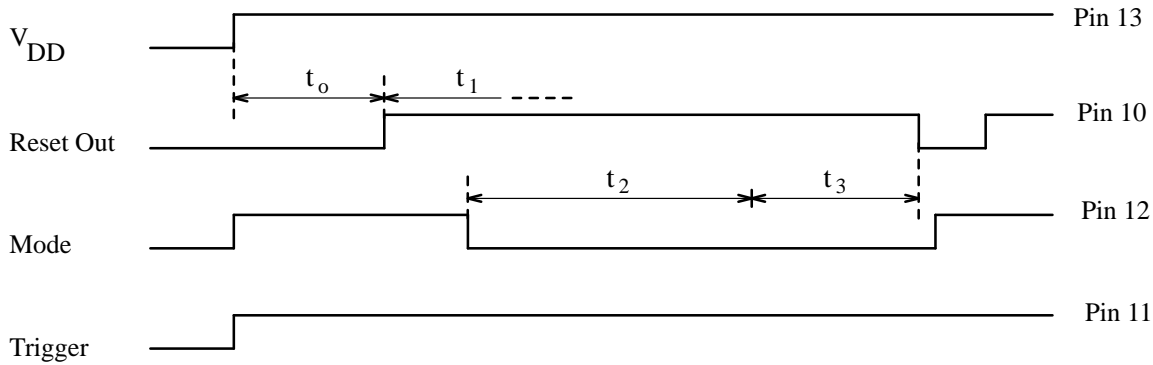 V DD Pin 13
t o t 1
Reset Out Pin 10
t 2 t 3
Mode Pin 12
Trigger Pin 11